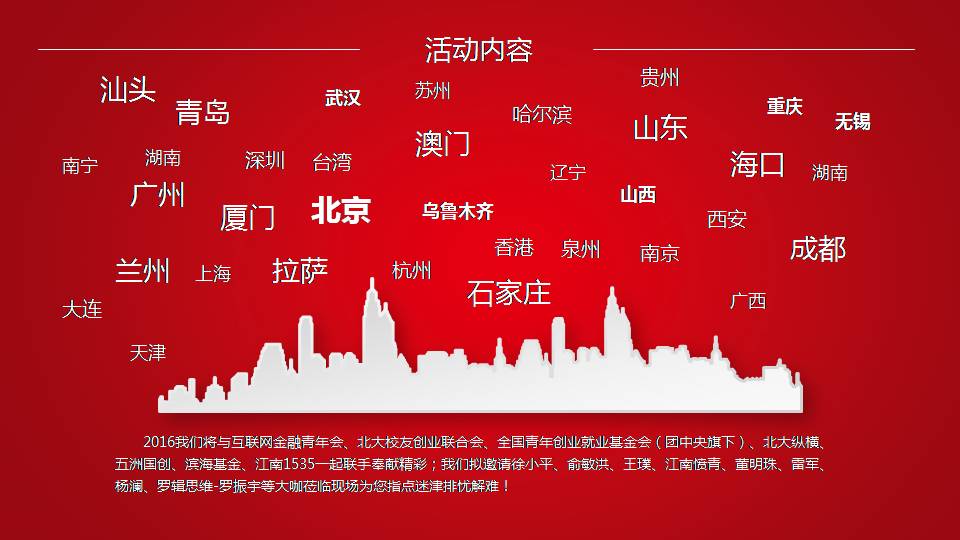 活动内容
贵州
汕头
苏州
武汉
青岛
重庆
哈尔滨
无锡
山东
澳门
湖南
深圳
台湾
南宁
海口
辽宁
湖南
广州
山西
北京
乌鲁木齐
厦门
西安
香港
泉州
南京
成都
兰州
上海
拉萨
杭州
石家庄
广西
大连
天津
2016我们将与互联网金融青年会、北大校友创业联合会、全国青年创业就业基金会（团中央旗下）、北大纵横、
五洲国创、滨海基金、江南1535一起联手奉献精彩；我们拟邀请徐小平、俞敏洪、王璞、江南愤青、董明珠、雷军、
杨澜、罗辑思维-罗振宇等大咖莅临现场为您指点迷津排忧解难！